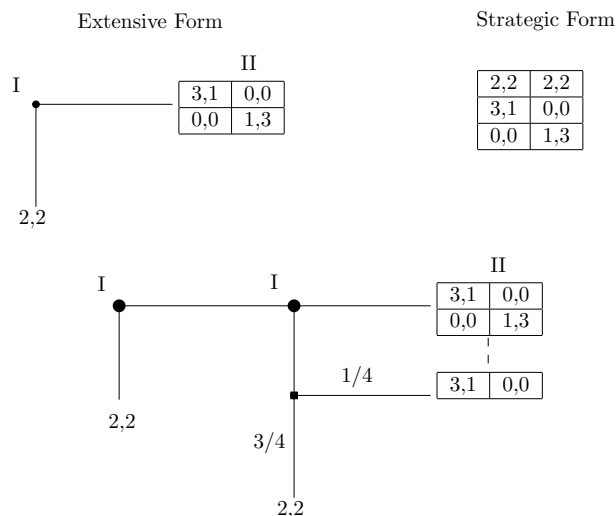 Extensive Form Strategic Form
I II
3,1 0,0
0,0 1,3
2,2
2,2 2,2
3,1 0,0
0,0 1,3
I I II
3,1 0,0
0,0 1,3
1/4 3,1 0,0
2,2
3/4
2,2